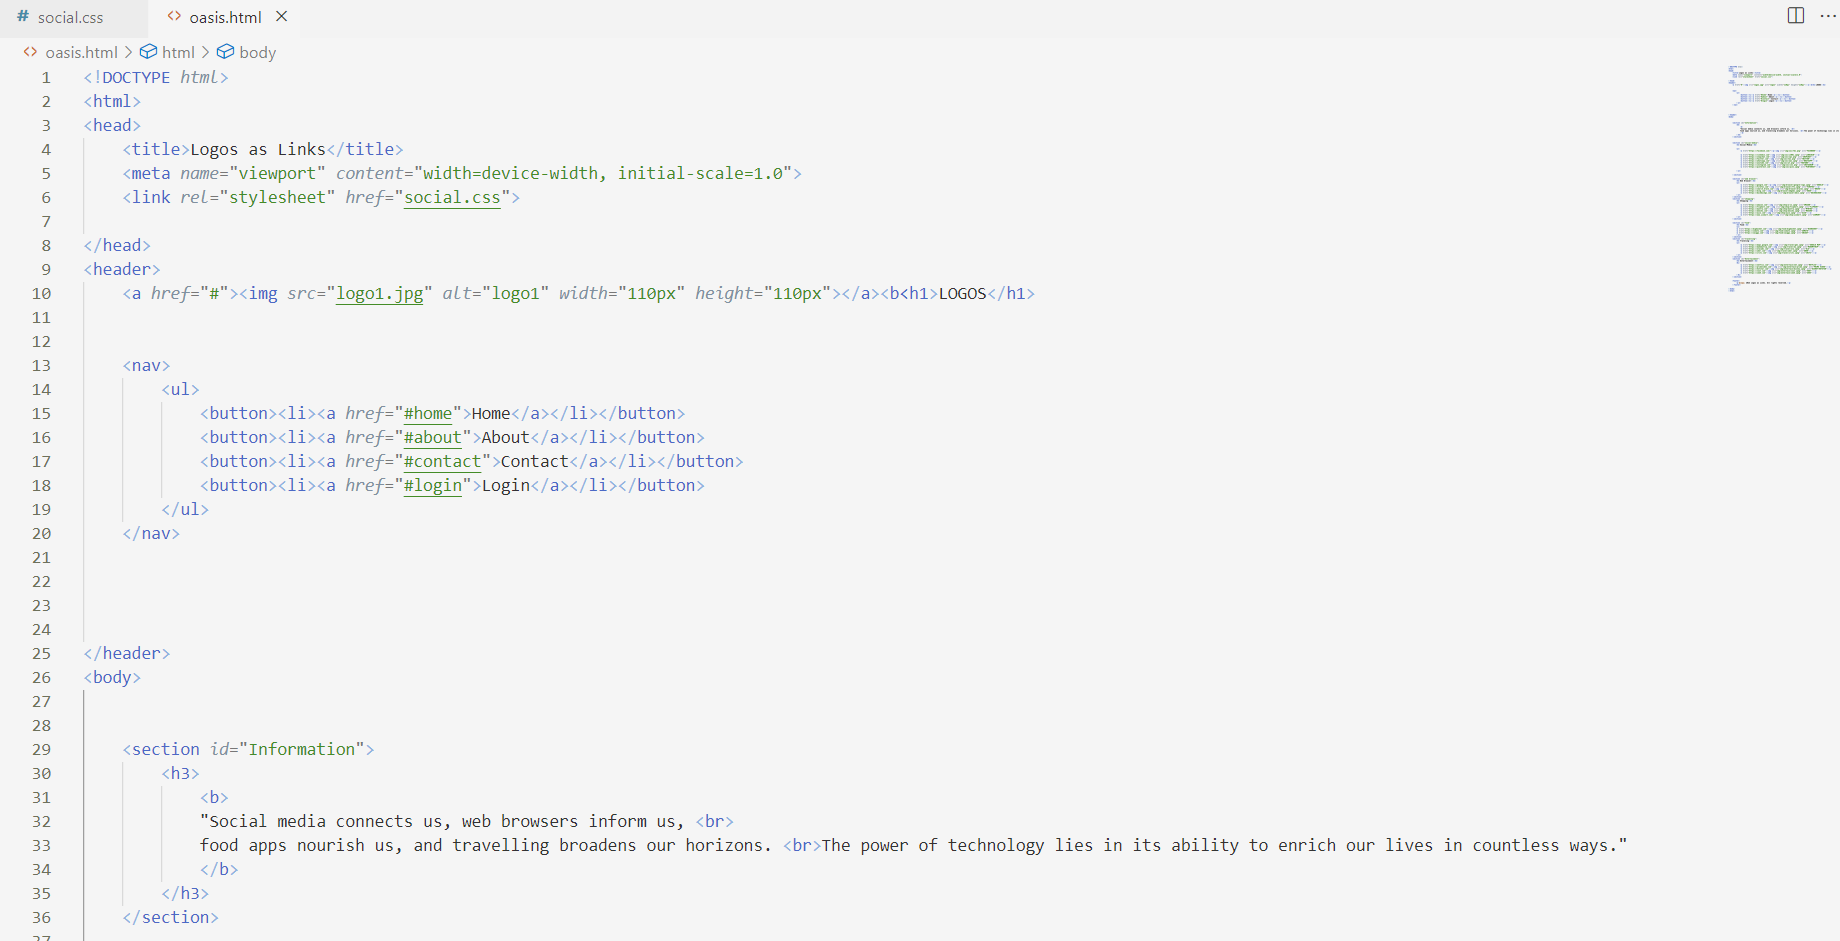 # social.css <> oasis.html ×
<> oasis.html > html > body
1 <!DOCTYPE html>
2 <html>
3 <head>
4 <title>Logos as Links</title>
5 <meta name="viewport" content="width=device-width, initial-scale=1.0">
6 <link rel="stylesheet" href="social.css">
7
8 </head>
9 <header>
10 <a href="#"><img src="logo1.jpg" alt="logo1" width="110px" height="110px"></a><b<h1>LOGOS</h1>
11
12
13 <nav>
14 <ul>
15 <button><li><a href="#home">Home</a></li></button>
16 <button><li><a href="#about">About</a></li></button>
17 <button><li><a href="#contact">Contact</a></li></button>
18 <button><li><a href="#login">Login</a></li></button>
19 </ul>
20 </nav>
21
22
23
24
25 </header>
26 <body>
27
28
29 <section id="Information">
30 <h3>
31 <b>
32 "Social media connects us, web browsers inform us, <br>
33 food apps nourish us, and travelling broadens our horizons. <br>The power of technology lies in its ability to enrich our lives in countless ways."
34 </b>
35 </h3>
36 </section>
37